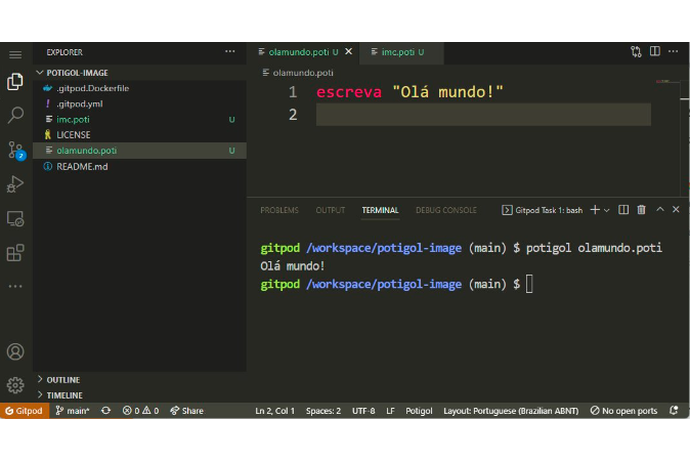 EXPLORER
POTIGOL-IMAGE
.gitpod.Dockerfile
.gitpod.yml
imc.poti U
LICENSE
olamundo.poti U
README.md
OUTLINE
TIMELINE
olamundo.poti U imc.poti U
olamundo.poti
1 escreva "Olá mundo!"
2
PROBLEMS OUTPUT TERMINAL DEBUG CONSOLE Gitpod Task 1: bash
gitpod /workspace/potigol-image (main) $ potigol olamundo.poti
Olá mundo!
gitpod /workspace/potigol-image (main) $
2
Gitpod main* 0 0 Share Ln 2, Col 1 Spaces: 2 UTF-8 LF Potigol Layout: Portuguese (Brazilian ABNT) No open ports